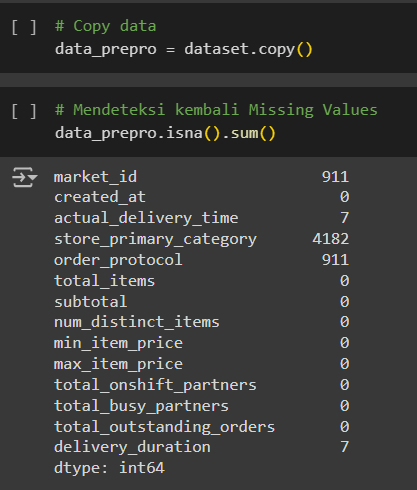 [ ] # Copy data
data_prepro = dataset.copy()
[ ] # Mendeteksi kembali Missing Values
data_prepro.isna().sum()
market_id 911
created_at 0
actual_delivery_time 7
store_primary_category 4182
order_protocol 911
total_items 0
subtotal 0
num_distinct_items 0
min_item_price 0
max_item_price 0
total_onshift_partners 0
total_busy_partners 0
total_outstanding_orders 0
delivery_duration 7
dtype: int64